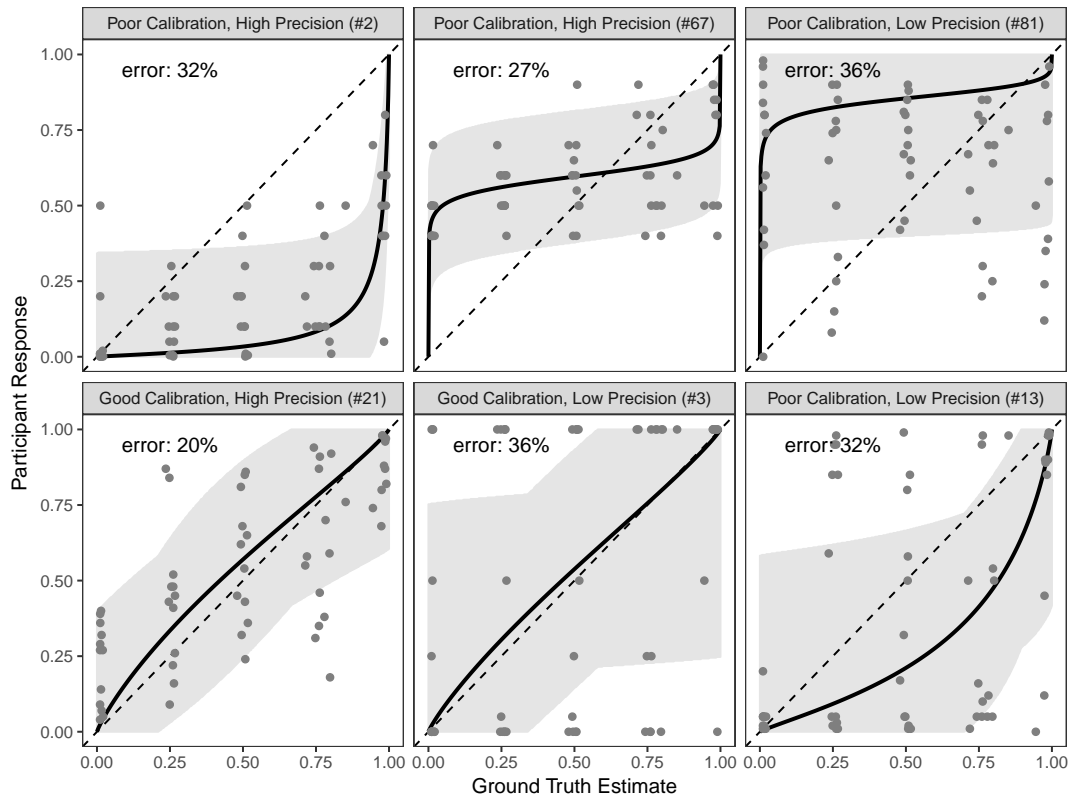 Poor Calibration, High Precision (#2)
Poor Calibration, High Precision (#67)
Poor Calibration, Low Precision (#81)
error: 32%
error: 27%
error: 36%
1.00
0.75
0.50
0.25
0.00
Good Calibration, High Precision (#21)
Good Calibration, Low Precision (#3)
Poor Calibration, Low Precision (#13)
error: 20%
error: 36%
error: 32%
1.00
0.75
0.50
0.25
0.00
Participant Response
0.00 0.25 0.50 0.75 1.00
0.00 0.25 0.50 0.75 1.00
0.00 0.25 0.50 0.75 1.00
Ground Truth Estimate